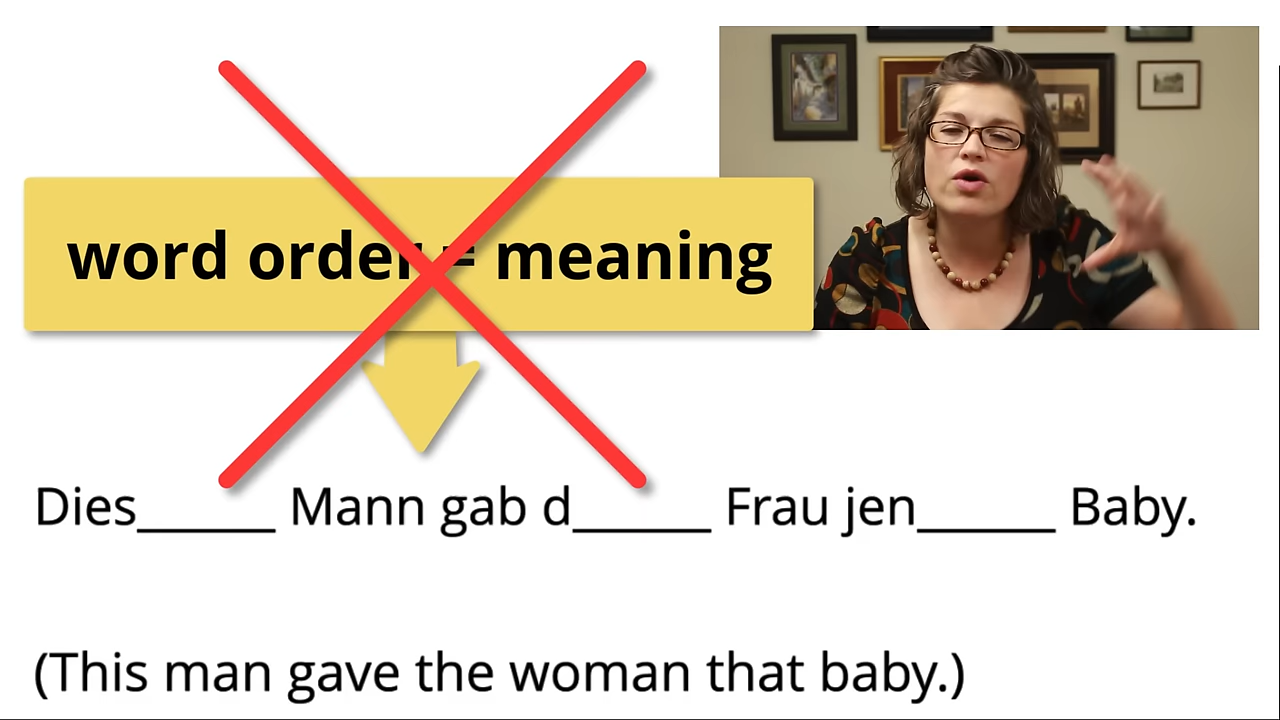 word order = meaning
Dies______ Mann gab d______ Frau jen______ Baby.
(This man gave the woman that baby.)